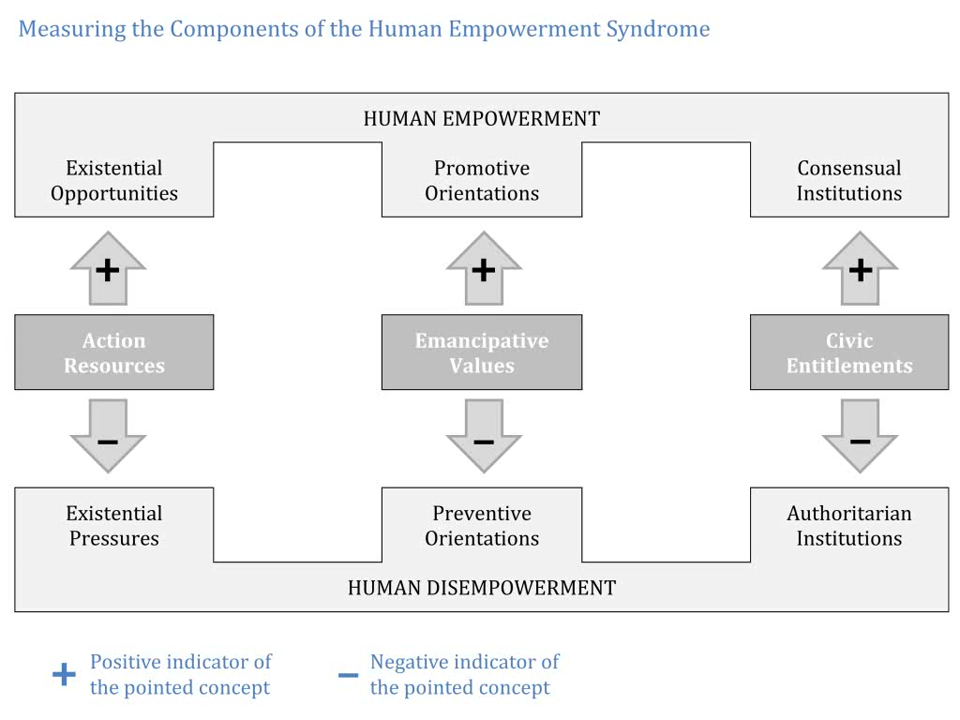 Measuring the Components of the Human Empowerment Syndrome
HUMAN EMPOWERMENT
Existential
Opportunities
Promotive
Orientations
Consensual
Institutions
+
+
+
Action
Resources
Emancipative
Values
Civic
Entitlements
–
–
–
Existential
Pressures
Preventive
Orientations
Authoritarian
Institutions
HUMAN DISEMPOWERMENT
+ Positive indicator of
the pointed concept
– Negative indicator of
the pointed concept